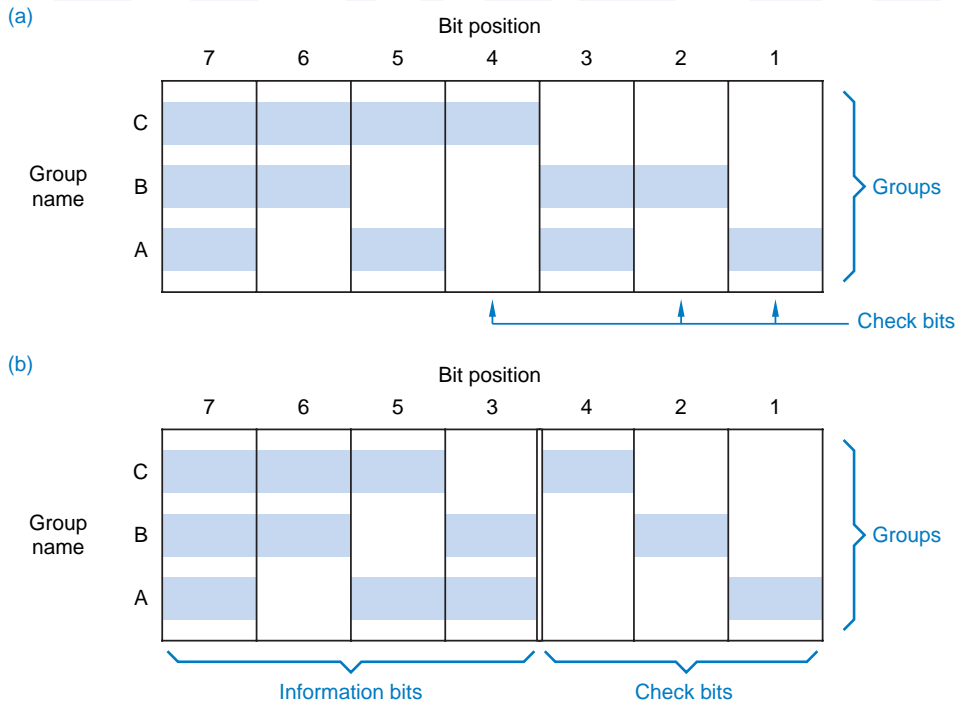 (a)
Bit position
7 6 5 4 3 2 1
C
Group name
B
Groups
A
Check bits
(b)
Bit position
7 6 5 3 4 2 1
C
Group name
B
Groups
A
Information bits
Check bits